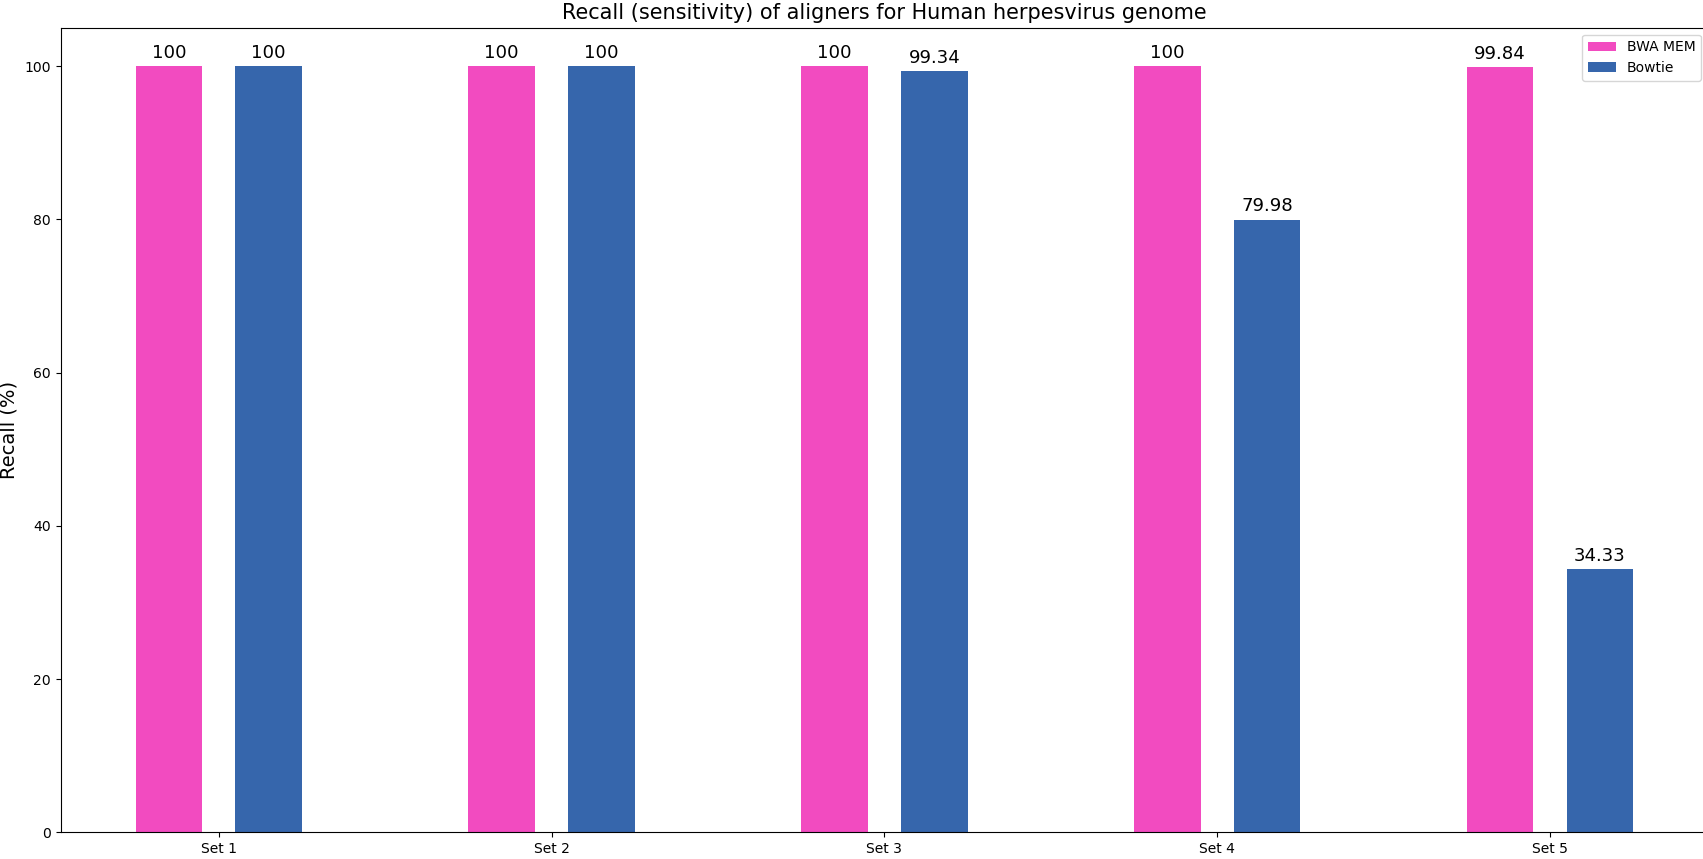 Recall (sensitivity) of aligners for Human herpesvirus genome
BWA MEM
Bowtie
100 100 100 100 100 99.34 100 79.98 99.84 34.33
Recall (%)
100
80
60
40
20
0
Set 1 Set 2 Set 3 Set 4 Set 5